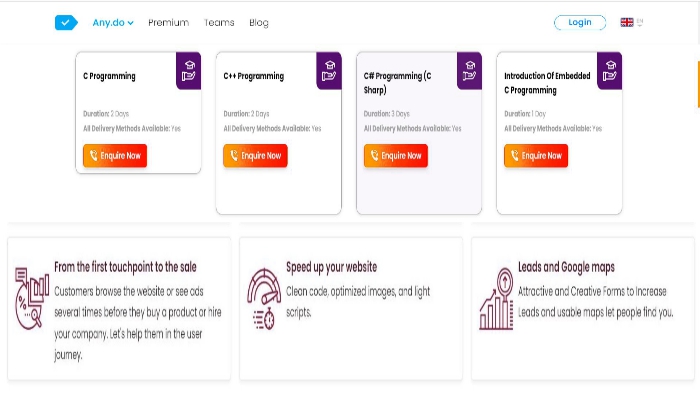 Any.do Premium Teams Blog Login EN
C Programming
Duration: 2 Days
All Delivery Methods Available: Yes
Enquire Now
C++ Programming
Duration: 2 Days
All Delivery Methods Available: Yes
Enquire Now
C# Programming (C
Sharp)
Duration: 3 Days
All Delivery Methods Available: Yes
Enquire Now
Introduction Of Embedded
C Programming
Duration: 1 Day
All Delivery Methods Available: Yes
Enquire Now
From the first touchpoint to the sale
Customers browse the website or see ads
several times before they buy a product or hire
your company. Let's help them in the user
journey.
Speed up your website
Clean code, optimized images, and light
scripts.
Leads and Google maps
Attractive and Creative Forms to Increase
Leads and usable maps let people find you.